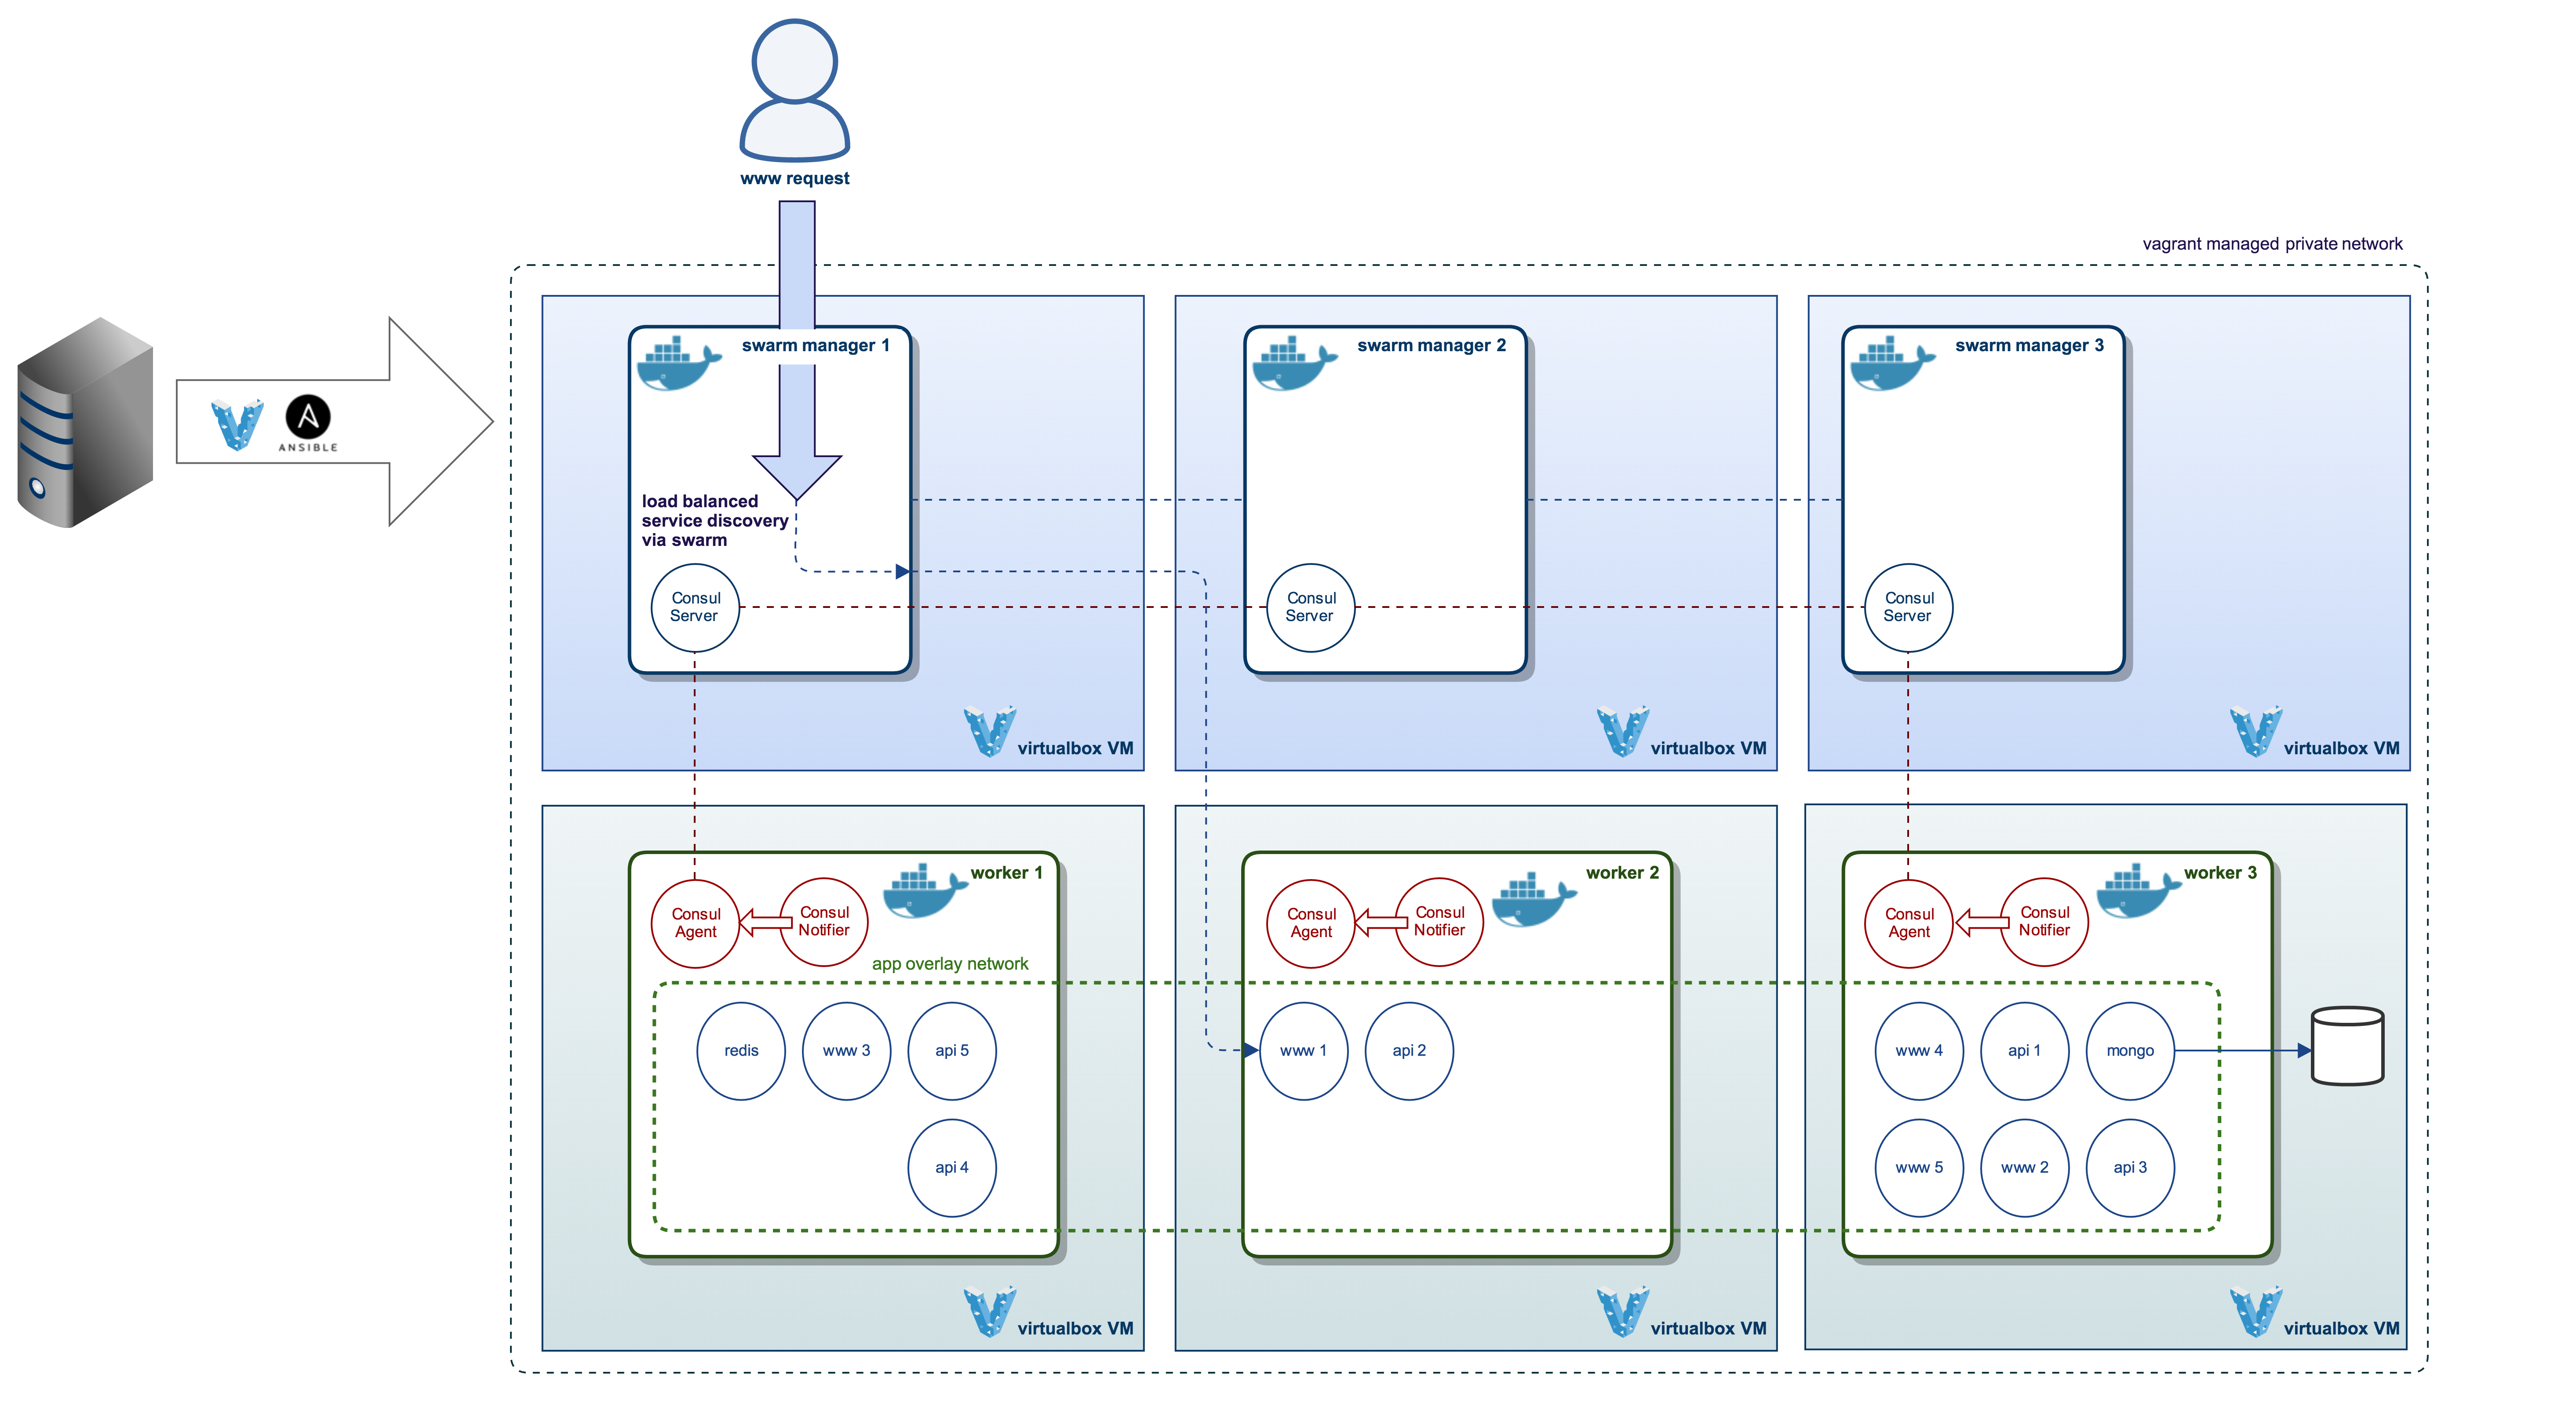 www request
vagrant managed private network
ANSIBLE
swarm manager 1
swarm manager 2
swarm manager 3
load balanced
service discovery
via swarm
Consul
Server
Consul
Server
Consul
Server
virtualbox VM
virtualbox VM
virtualbox VM
worker 1
worker 2
worker 3
Consul
Agent
Consul
Notifier
Consul
Agent
Consul
Notifier
Consul
Agent
Consul
Notifier
app overlay network
redis
www 3
api 5
www 1
api 2
www 4
api 1
mongo
api 4
www 5
www 2
api 3
virtualbox VM
virtualbox VM
virtualbox VM